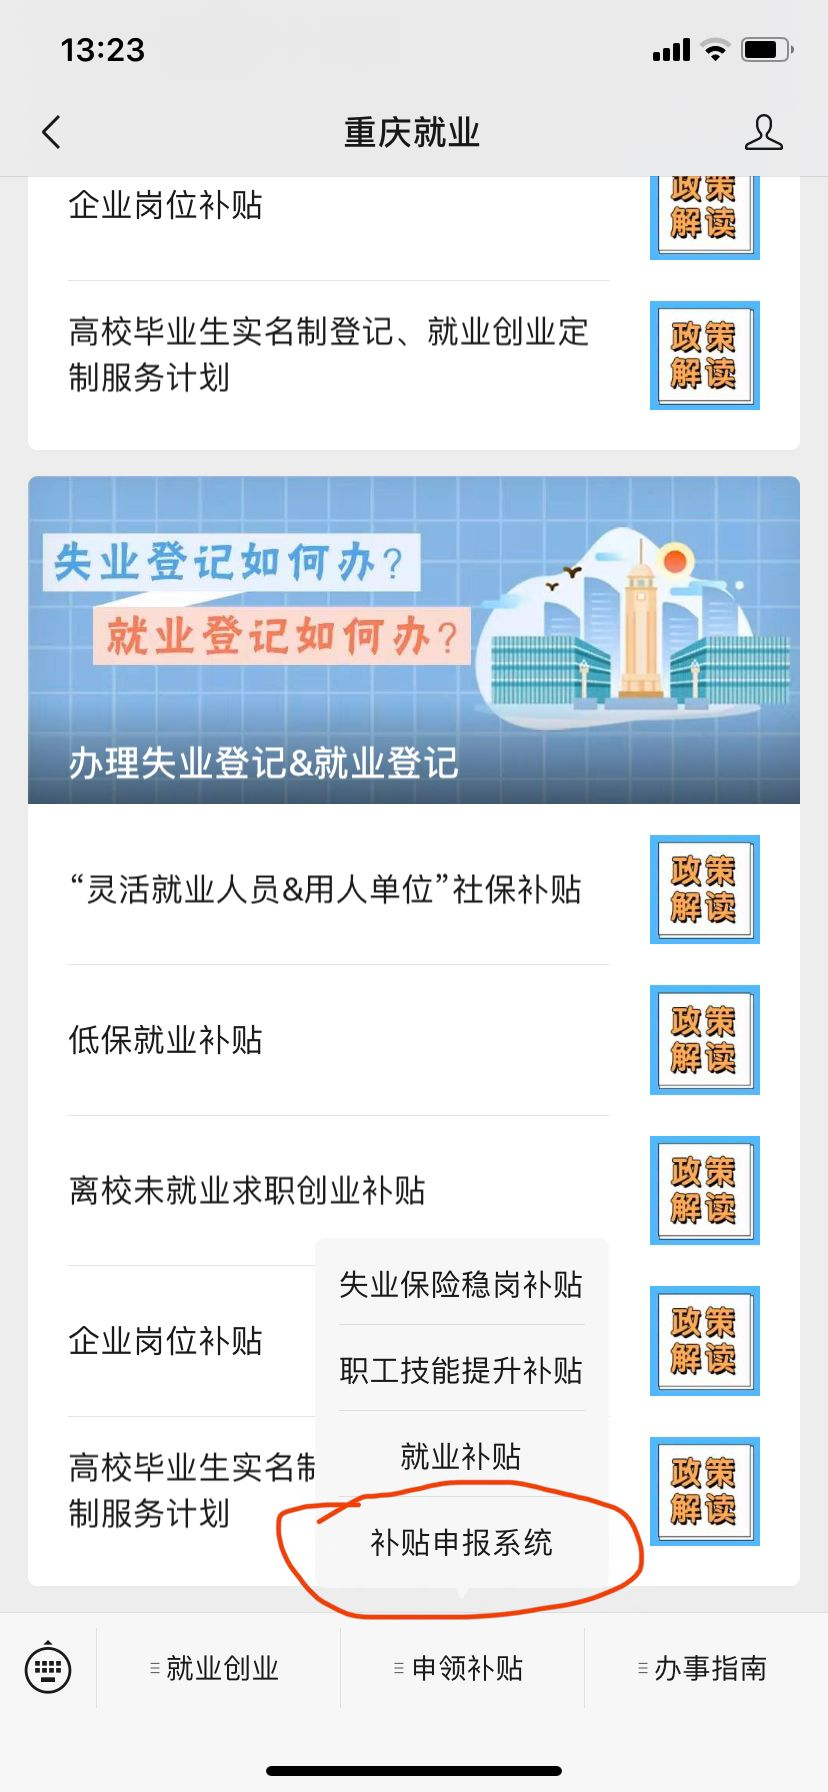 13:23
重庆就业
企业岗位补贴
政策
解读
高校毕业生实名制登记、就业创业定
制服务计划
政策
解读
失业登记如何办?
就业登记如何办?
办理失业登记&就业登记
“灵活就业人员&用人单位”社保补贴
政策
解读
低保就业补贴
政策
解读
离校未就业求职创业补贴
政策
解读
失业保险稳岗补贴
企业岗位补贴
政策
解读
职工技能提升补贴
就业补贴
高校毕业生实名制
制服务计划
政策
解读
补贴申报系统
就业创业
申领补贴
办事指南